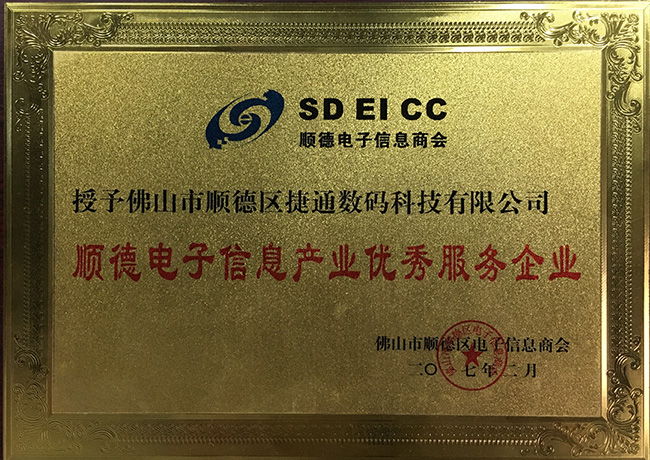 SD EI CC
顺德电子信息商会
授予佛山市顺德区捷通数码科技有限公司
顺德电子信息产业优秀服务企业
佛山市顺德区电子信息商会
二〇 七年二月